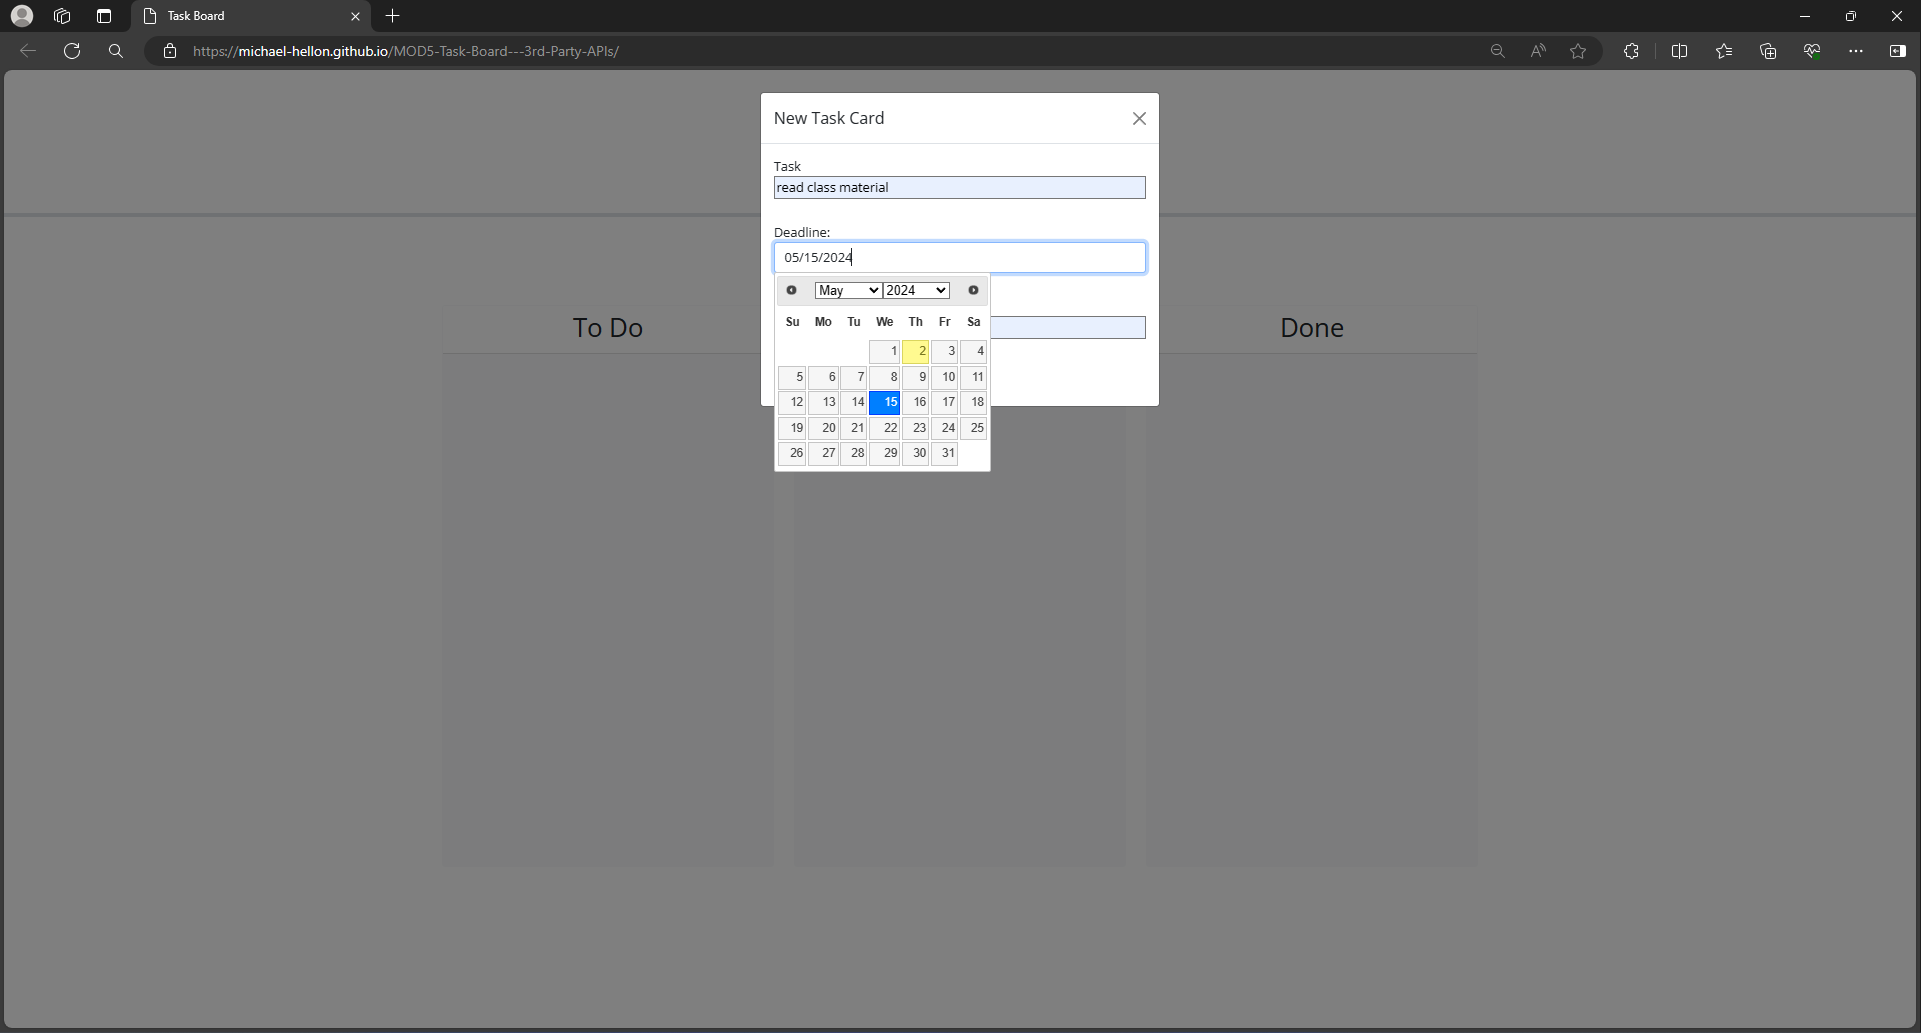 Task Board
https://michael-hellon.github.io/MOD5-Task-Board---3rd-Party-APIs/
New Task Card
Task
read class material
Deadline:
05/15/2024
May 2024
Su Mo Tu We Th Fr Sa
1 2 3 4
5 6 7 8 9 10 11
12 13 14 15 16 17 18
19 20 21 22 23 24 25
26 27 28 29 30 31
To Do
Done